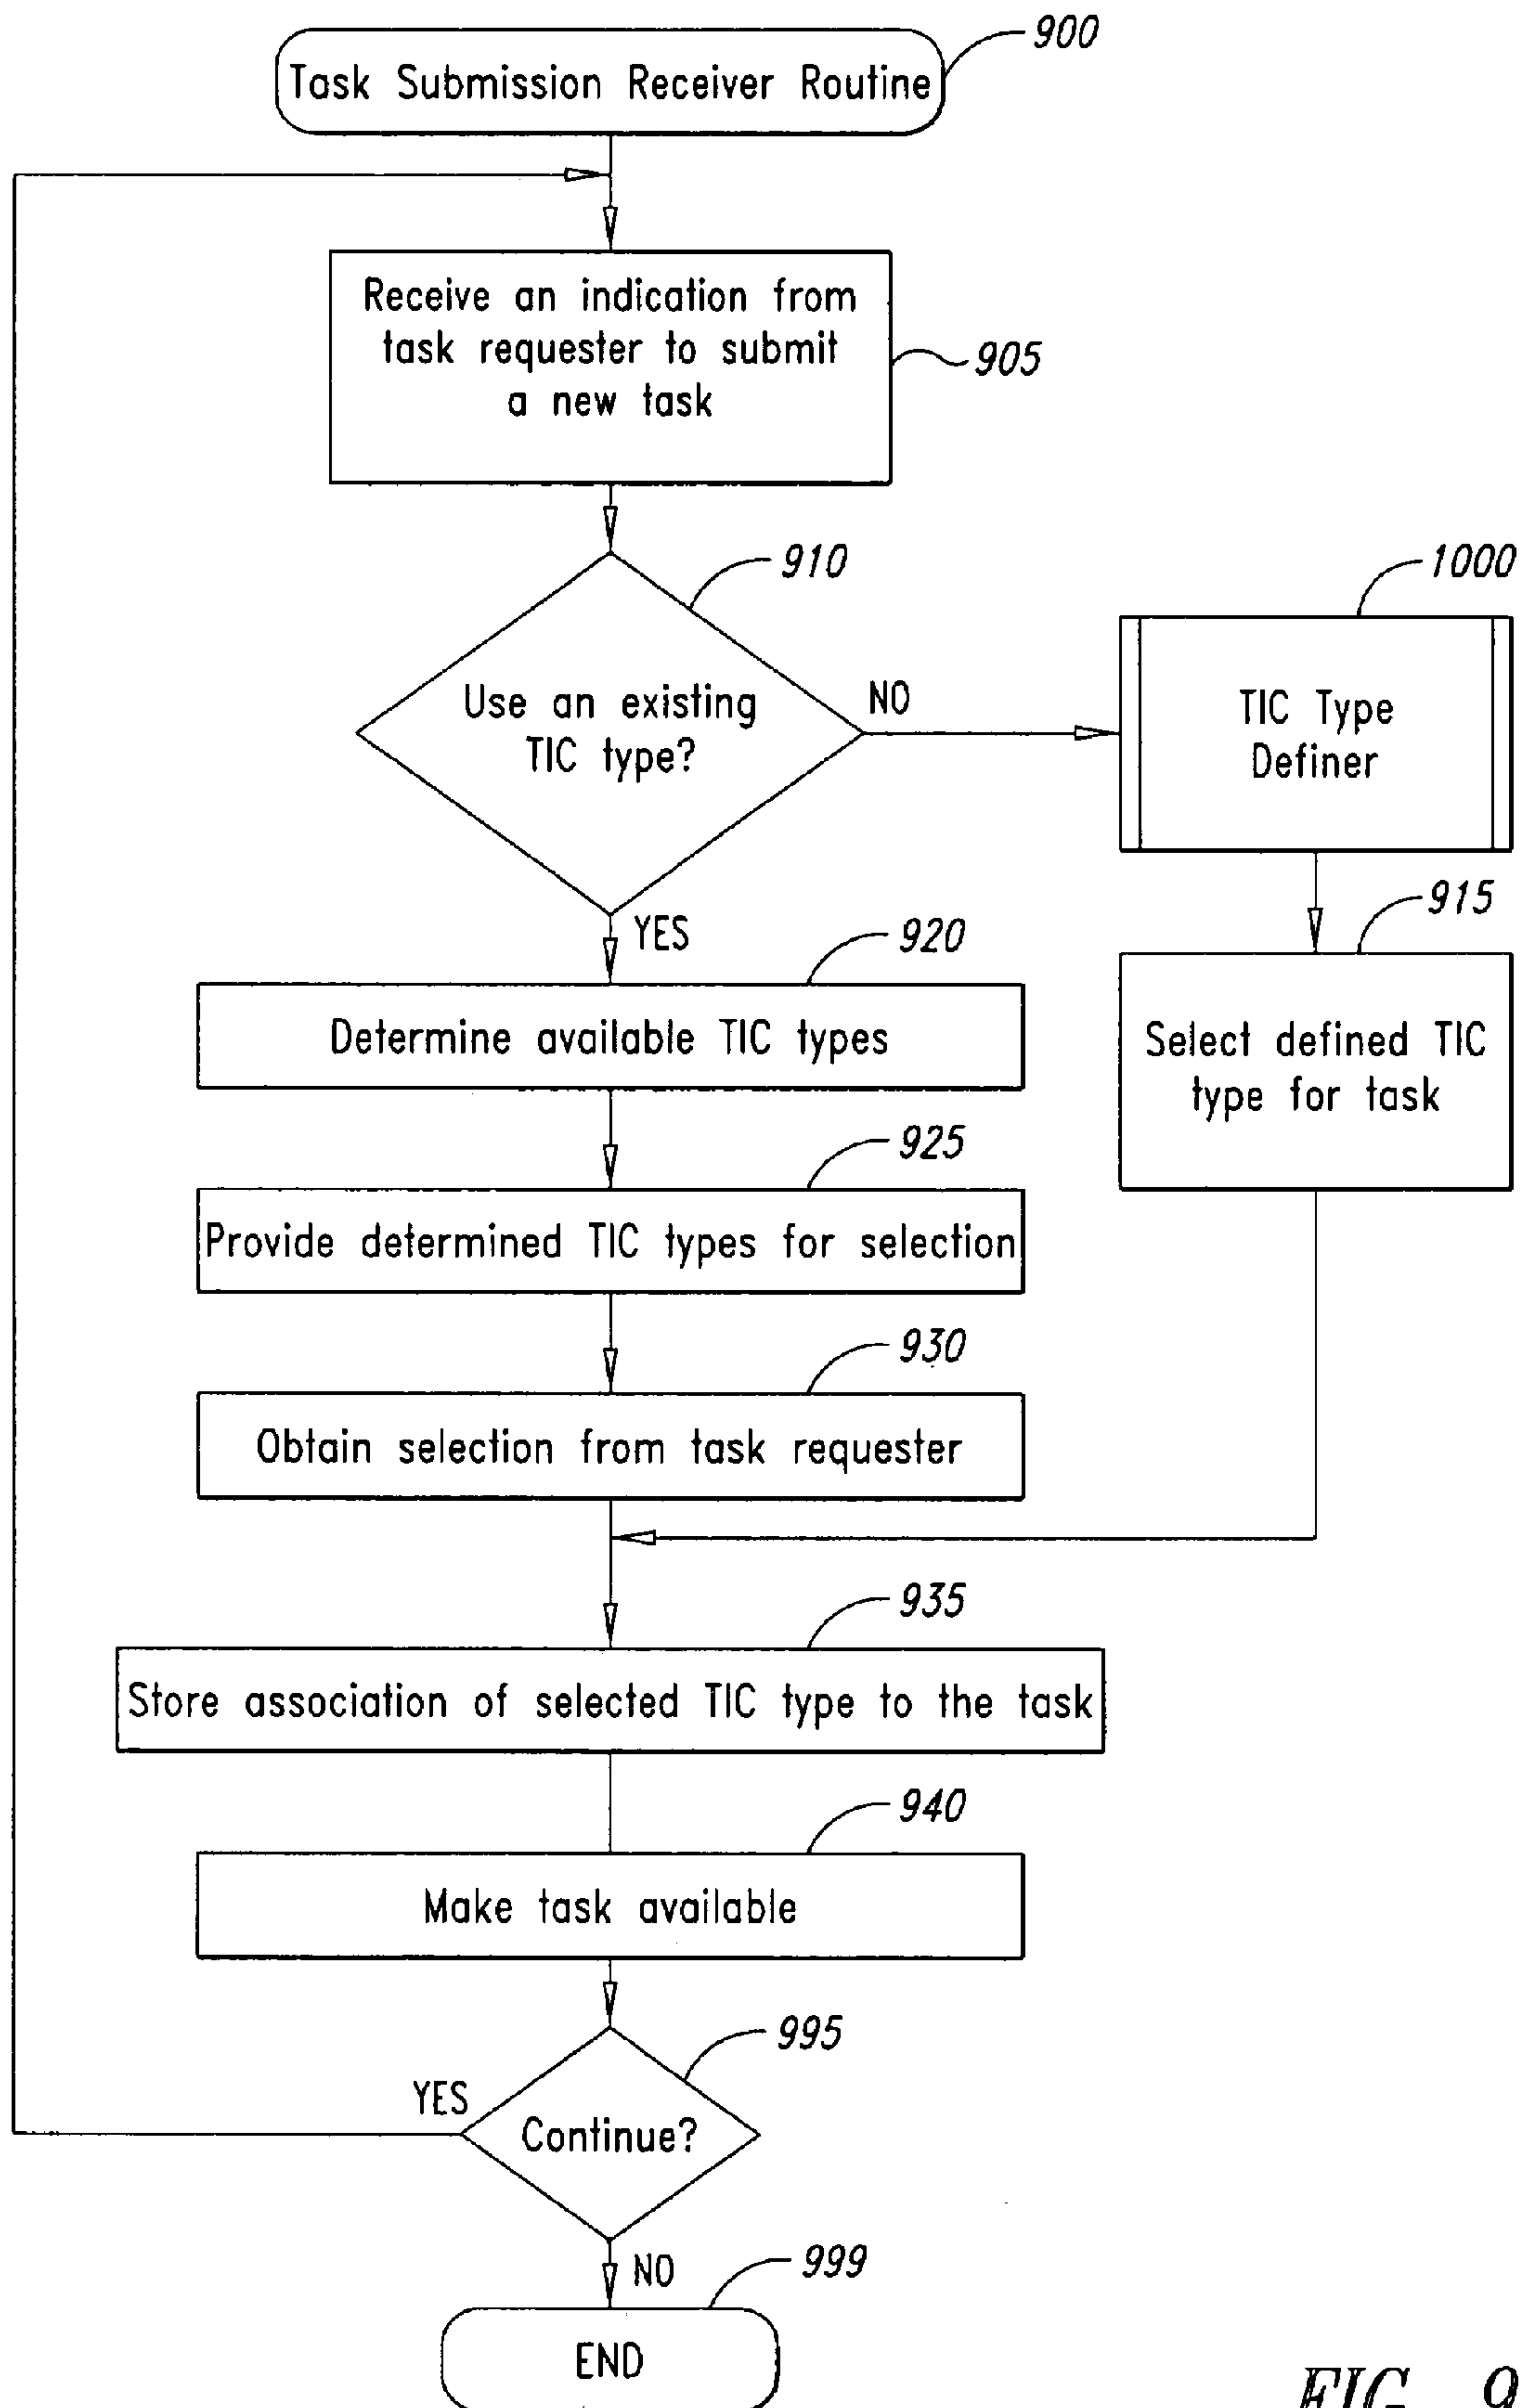 900
Task Submission Receiver Routine
Receive an indication from
task requester to submit
a new task
905
910
Use an existing
TIC type?
NO
1000
TIC Type
Definer
YES
915
Select defined TIC
type for task
920
Determine available TIC types
925
Provide determined TIC types for selection
930
Obtain selection from task requester
935
Store association of selected TIC type to the task
940
Make task available
995
YES
Continue?
NO
999
END
FIG. 9